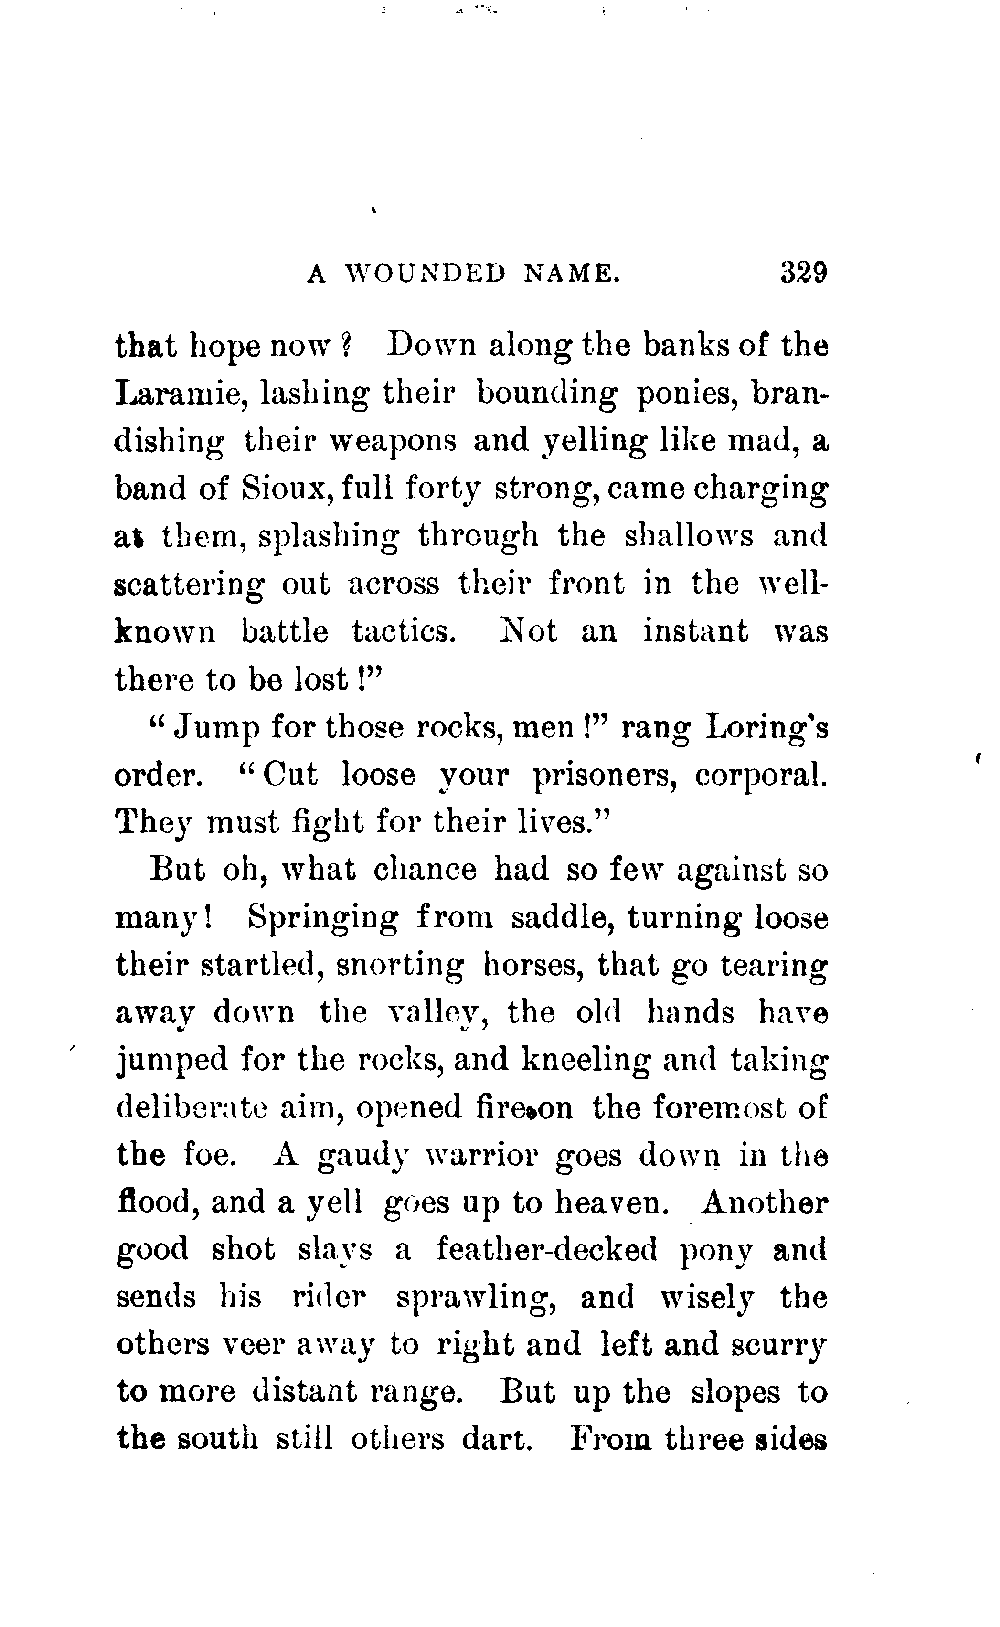 A WOUNDED NAME. 329
that hope now? Down along the banks of the
Laramie, lashing their bounding ponies, bran-
dishing their weapons and yelling like mad, a
band of Sioux, full forty strong, came charging
at them, splashing through the shallows and
scattering out across their front in the well-
known battle tactics. Not an instant was
there to be lost!”
“Jump for those rocks, men!” rang Loring's
order. “Cut loose your prisoners, corporal.
They must fight for their lives.”
But oh, what chance had so few against so
many! Springing from saddle, turning loose
their startled, snorting horses, that go tearing
away down the valley, the old hands have
jumped for the rocks, and kneeling and taking
deliberate aim, opened fire on the foremost of
the foe. A gaudy warrior goes down in the
flood, and a yell goes up to heaven. Another
good shot slays a feather-decked pony and
sends his rider sprawling, and wisely the
others veer away to right and left and scurry
to more distant range. But up the slopes to
the south still others dart. From three sides